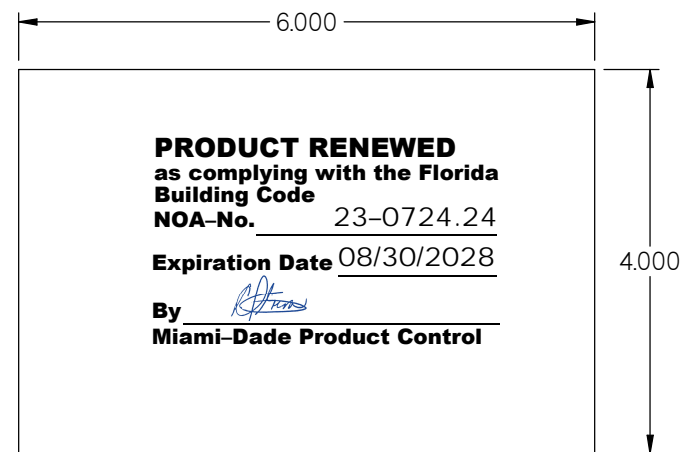 6.000
PRODUCT RENEWED
as complying with the Florida
Building Code
NOA–No. 23–0724.24
Expiration Date 08/30/2028
4.000
By
Miami–Dade Product Control